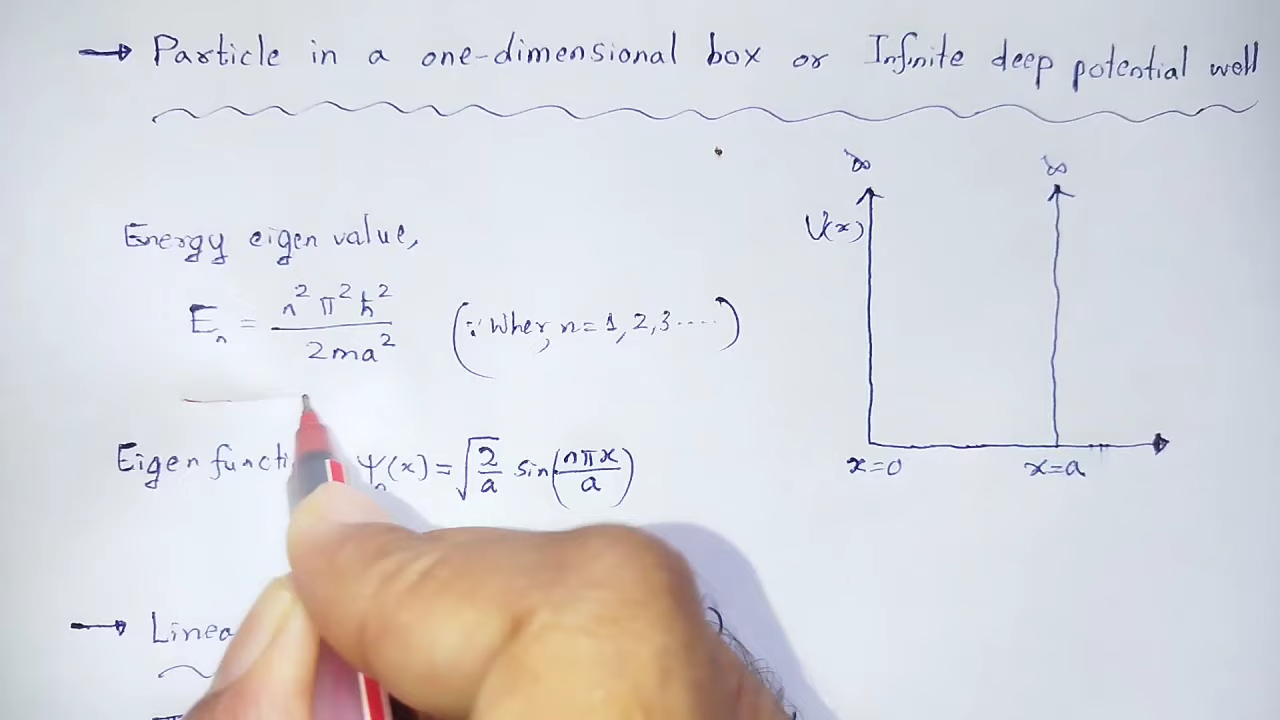 → Particle in a one-dimensional box or Infinite deep potential well
∞ ∞
V(x)
Energy eigen value,
Eₙ = n²π²ħ² / 2ma² (∵ Wher, n=1,2,3.....)
x=0 x=a
Eigen functi ψₙ(x) = √(2/a) sin(nπx/a)
→ Linea